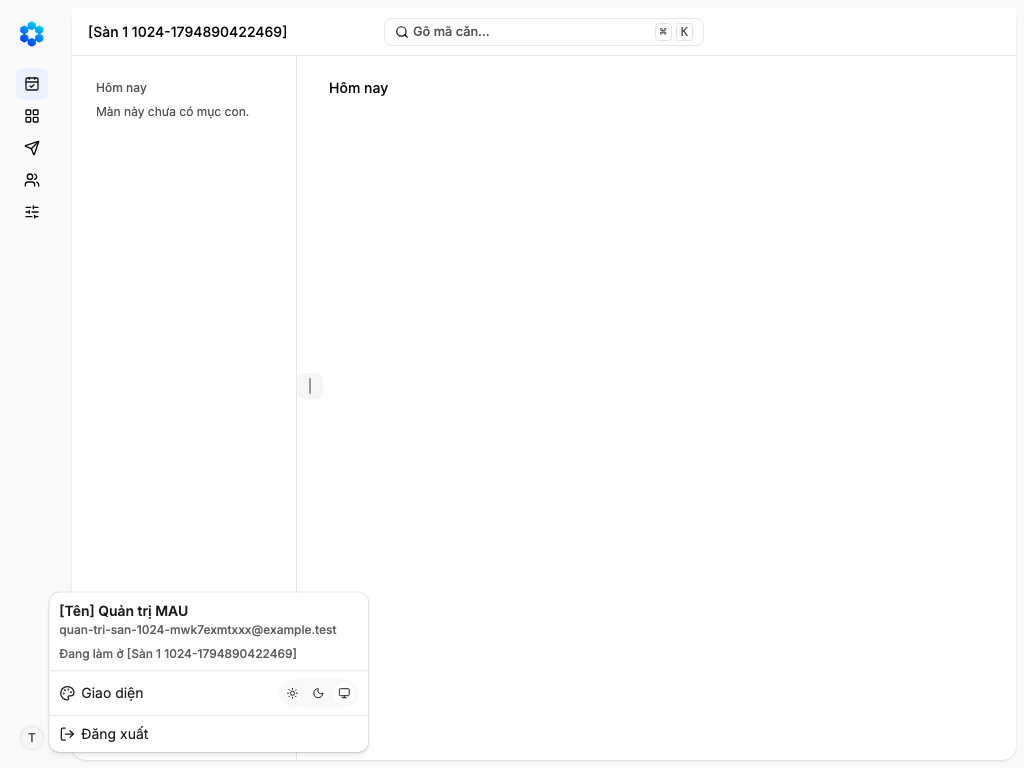 [Sàn 1 1024-1794890422469]
Gõ mã căn...
⌘ K
Hôm nay
Màn này chưa có mục con.
Hôm nay
[Tên] Quản trị MAU
quan-tri-san-1024-mwk7exmtxxx@example.test
Đang làm ở [Sàn 1 1024-1794890422469]
Giao diện
T
Đăng xuất